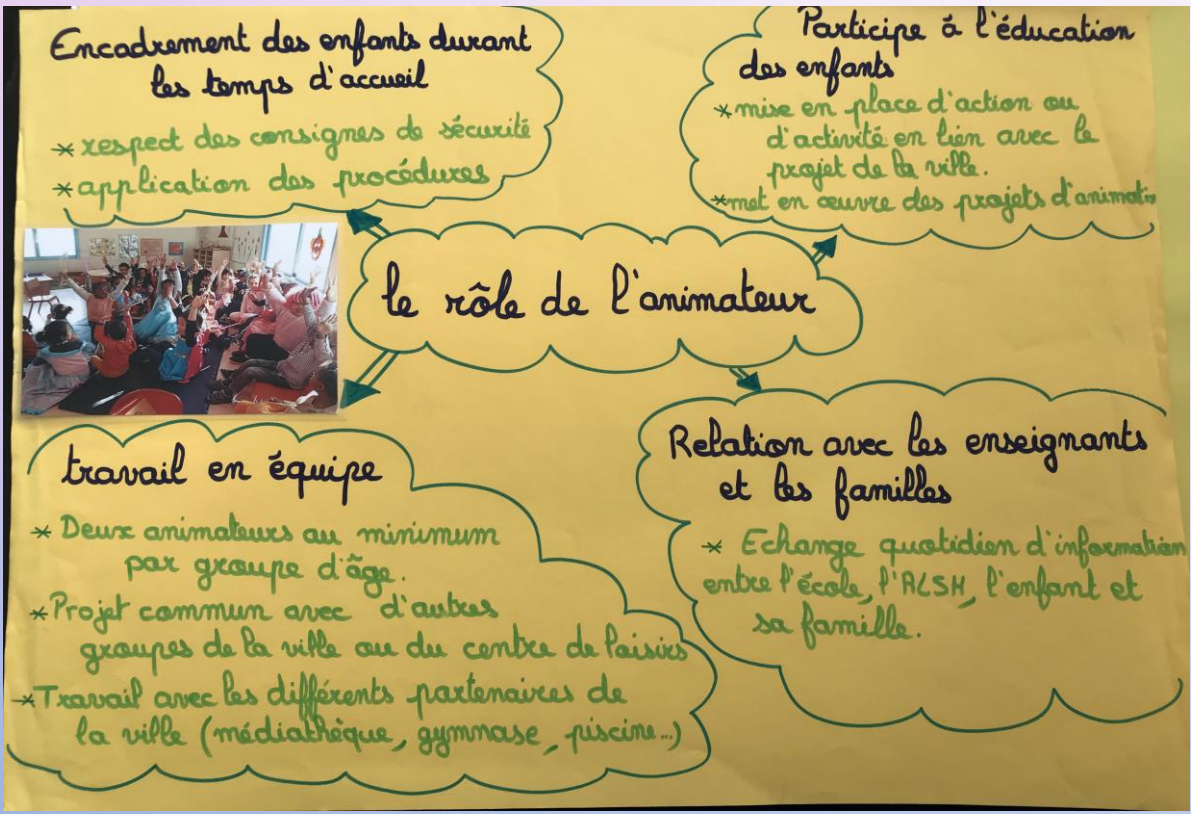 Encadrement des enfants durant
les temps d'accueil
* respect des consignes de sécurité
* application des procédures
Participe à l'éducation
des enfants
* mise en place d'action ou
d'activité en lien avec le
projet de la ville.
* met en œuvre des projets d'animatio
le rôle de l'animateur
travail en équipe
* Deux animateurs au minimum
par groupe d'âge.
* Projet commun avec d'autres
groupes de la ville ou du centre de loisirs
* Travail avec les différents partenaires de
la ville (médiathèque, gymnase, piscine...)
Relation avec les enseignants
et les familles
* Echange quotidien d'information
entre l'école, l'ALSH, l'enfant et
sa famille.